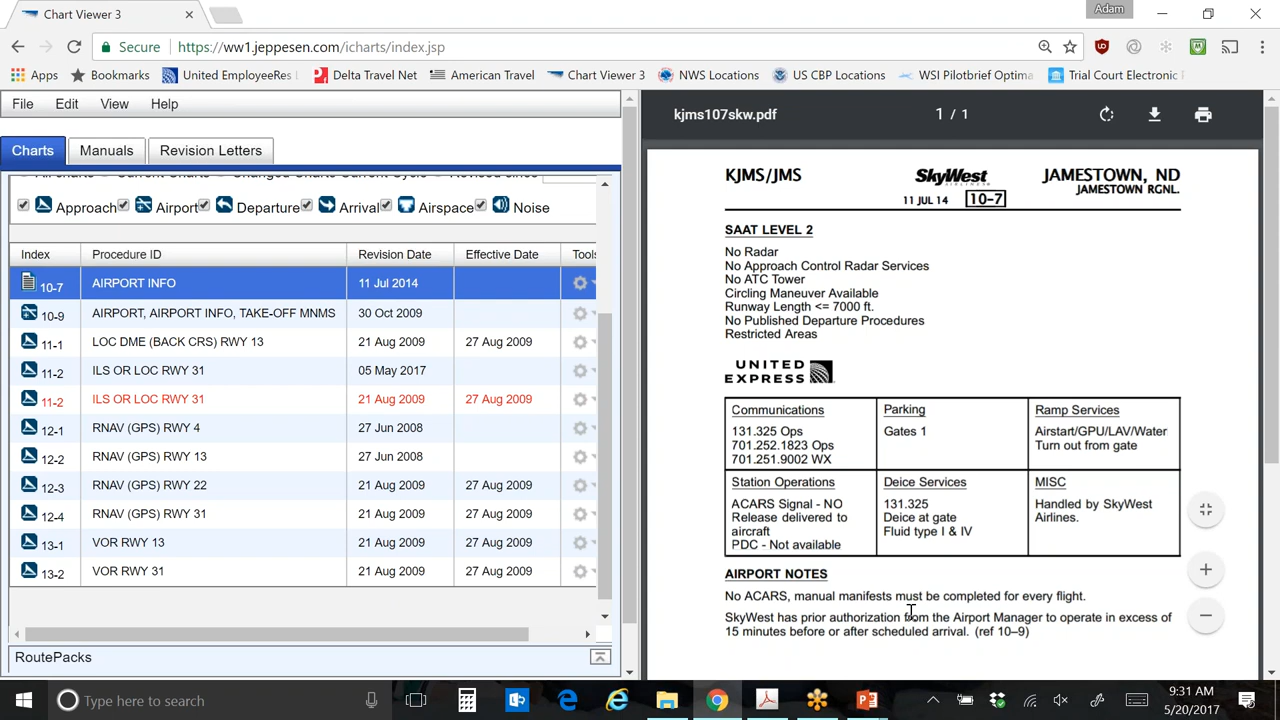 Chart Viewer 3
Adam
Secure
https://ww1.jeppesen.com/icharts/index.jsp
Apps
Bookmarks
United EmployeeRes
Delta Travel Net
American Travel
Chart Viewer 3
NWS Locations
US CBP Locations
WSI Pilotbrief Optima
Trial Court Electronic
File Edit View Help
Charts Manuals Revision Letters
Approach Airport Departure Arrival Airspace Noise
Index Procedure ID Revision Date Effective Date Tools
10-7 AIRPORT INFO 11 Jul 2014
10-9 AIRPORT, AIRPORT INFO, TAKE-OFF MNMS 30 Oct 2009
11-1 LOC DME (BACK CRS) RWY 13 21 Aug 2009 27 Aug 2009
11-2 ILS OR LOC RWY 31 05 May 2017
11-2 ILS OR LOC RWY 31 21 Aug 2009 27 Aug 2009
12-1 RNAV (GPS) RWY 4 27 Jun 2008
12-2 RNAV (GPS) RWY 13 27 Jun 2008
12-3 RNAV (GPS) RWY 22 21 Aug 2009 27 Aug 2009
12-4 RNAV (GPS) RWY 31 21 Aug 2009 27 Aug 2009
13-1 VOR RWY 13 21 Aug 2009 27 Aug 2009
13-2 VOR RWY 31 21 Aug 2009 27 Aug 2009
RoutePacks
kjms107skw.pdf 1 / 1
KJMS/JMS
SkyWest
AIRLINES
11 JUL 14 10-7
JAMESTOWN, ND
JAMESTOWN RGNL.
SAAT LEVEL 2
No Radar
No Approach Control Radar Services
No ATC Tower
Circling Maneuver Available
Runway Length <= 7000 ft.
No Published Departure Procedures
Restricted Areas
UNITED
EXPRESS
Communications
131.325 Ops
701.252.1823 Ops
701.251.9002 WX
Parking
Gates 1
Ramp Services
Airstart/GPU/LAV/Water
Turn out from gate
Station Operations
ACARS Signal - NO
Release delivered to
aircraft
PDC - Not available
Deice Services
131.325
Deice at gate
Fluid type I & IV
MISC
Handled by SkyWest
Airlines.
AIRPORT NOTES
No ACARS, manual manifests must be completed for every flight.
SkyWest has prior authorization from the Airport Manager to operate in excess of
15 minutes before or after scheduled arrival. (ref 10–9)
Type here to search
9:31 AM
5/20/2017